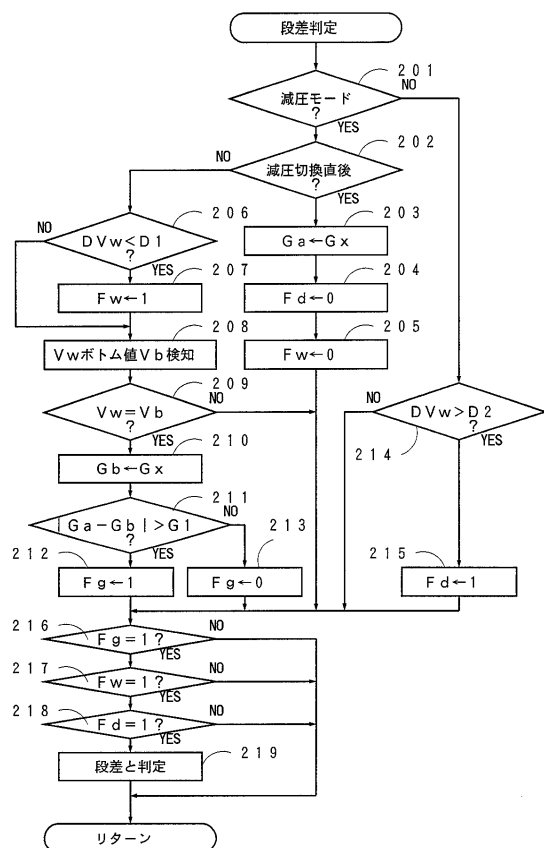 段差判定
201
減圧モード
?
NO
YES
202
減圧切換直後
?
NO
YES
203
Ga←Gx
204
Fd←0
205
Fw←0
206
DVw<D1
?
NO
YES
207
Fw←1
208
Vwボトム値Vb検知
209
Vw=Vb
?
NO
YES
210
Gb←Gx
211
|Ga-Gb|>G1
?
NO
YES
212
Fg←1
213
Fg←0
DVw>D2
?
NO
YES
214
215
Fd←1
216
Fg=1?
NO
YES
217
Fw=1?
NO
YES
218
Fd=1?
NO
YES
219
段差と判定
リターン